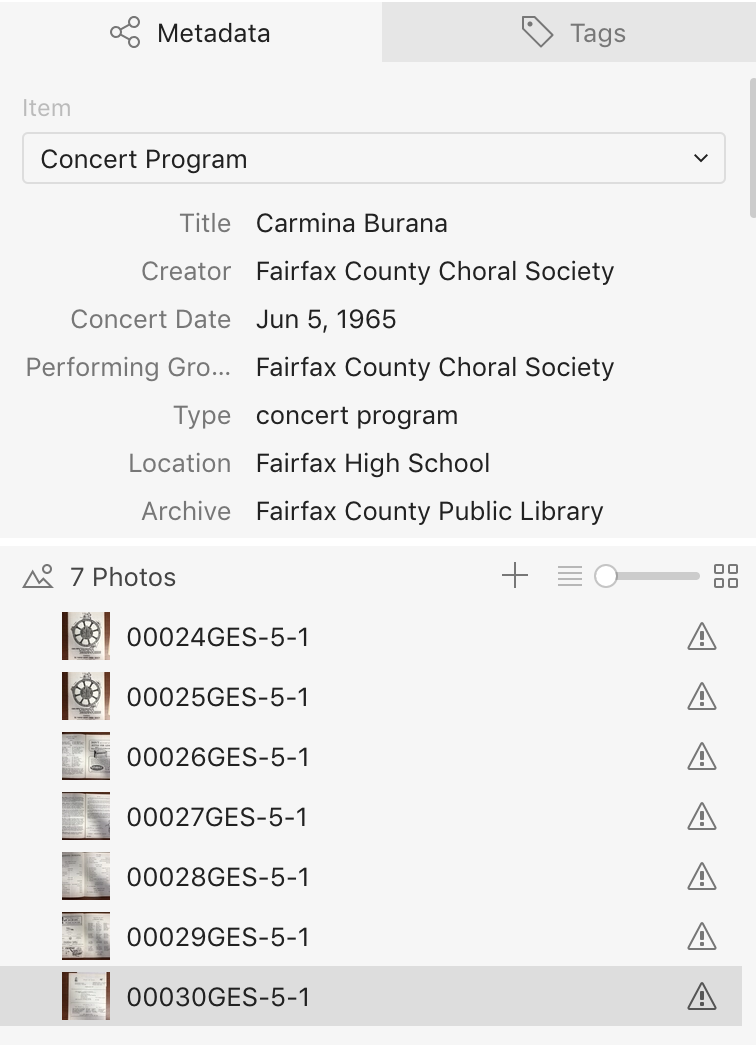 Metadata
Tags
Item
Concert Program
Title Carmina Burana
Creator Fairfax County Choral Society
Concert Date Jun 5, 1965
Performing Gro... Fairfax County Choral Society
Type concert program
Location Fairfax High School
Archive Fairfax County Public Library
7 Photos
00024GES-5-1
00025GES-5-1
00026GES-5-1
00027GES-5-1
00028GES-5-1
00029GES-5-1
00030GES-5-1